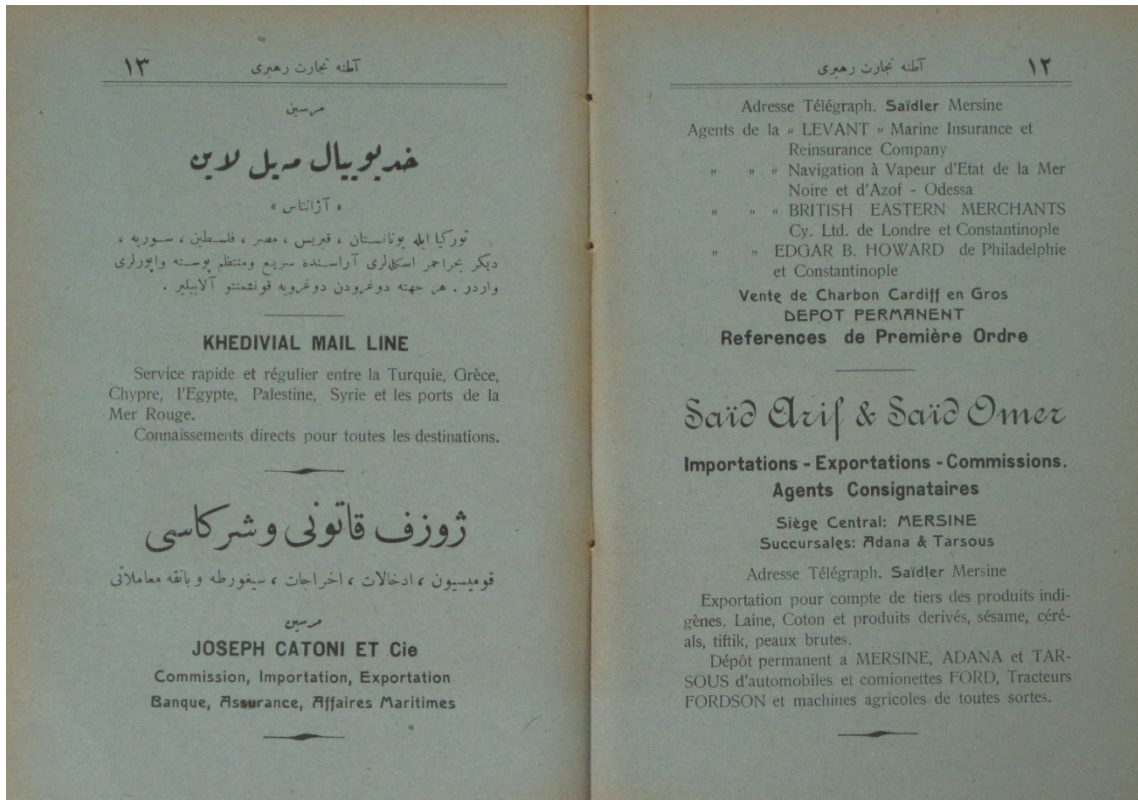 ١٢ آطنه تجارت رهبری
Adresse Télégraph. Saïdler Mersine
Agents de la « LEVANT » Marine Insurance et
Reinsurance Company
" " " Navigation à Vapeur d'Etat de la Mer
Noire et d'Azof - Odessa
" " " BRITISH EASTERN MERCHANTS
Cy. Ltd. de Londre et Constantinople
" " EDGAR B. HOWARD de Philadelphie
et Constantinople
Vente de Charbon Cardiff en Gros
DEPOT PERMANENT
References de Première Ordre
Saïd Arif & Saïd Omer
Importations - Exportations - Commissions.
Agents Consignataires
Siège Central: MERSINE
Succursales: Adana & Tarsous
Adresse Télégraph. Saïdler Mersine
Exportation pour compte de tiers des produits indi-
gènes. Laine, Coton et produits derivés, sésame, céré-
als, tiftik, peaux brutes.
Dépôt permanent a MERSINE, ADANA et TAR-
SOUS d'automobiles et comionettes FORD, Tracteurs
FORDSON et machines agricoles de toutes sortes.
آطنه تجارت رهبری ١٣
مرسين
خديوييال مه يل لاين
« آژانتاس »
توركيا ايله يونانستان ، قبريس ، مصر ، فلسطين ، سوريه ،
ديكر بحراحمر اسكله لری آراسنده سريع ومنتظم پوسته واپورلری
واردر . هر جهته دوغرودن دوغرويه قونشمنتو آلابيلير .
KHEDIVIAL MAIL LINE
Service rapide et régulier entre la Turquie, Grèce,
Chypre, l'Egypte, Palestine, Syrie et les ports de la
Mer Rouge.
Connaissements directs pour toutes les destinations.
ژوزف قاتونی وشركاسی
قوميسيون ، ادخالات ، اخراجات ، سيغورطه و بانقه معاملاتی
مرسين
JOSEPH CATONI ET Cie
Commission, Importation, Exportation
Banque, Assurance, Affaires Maritimes